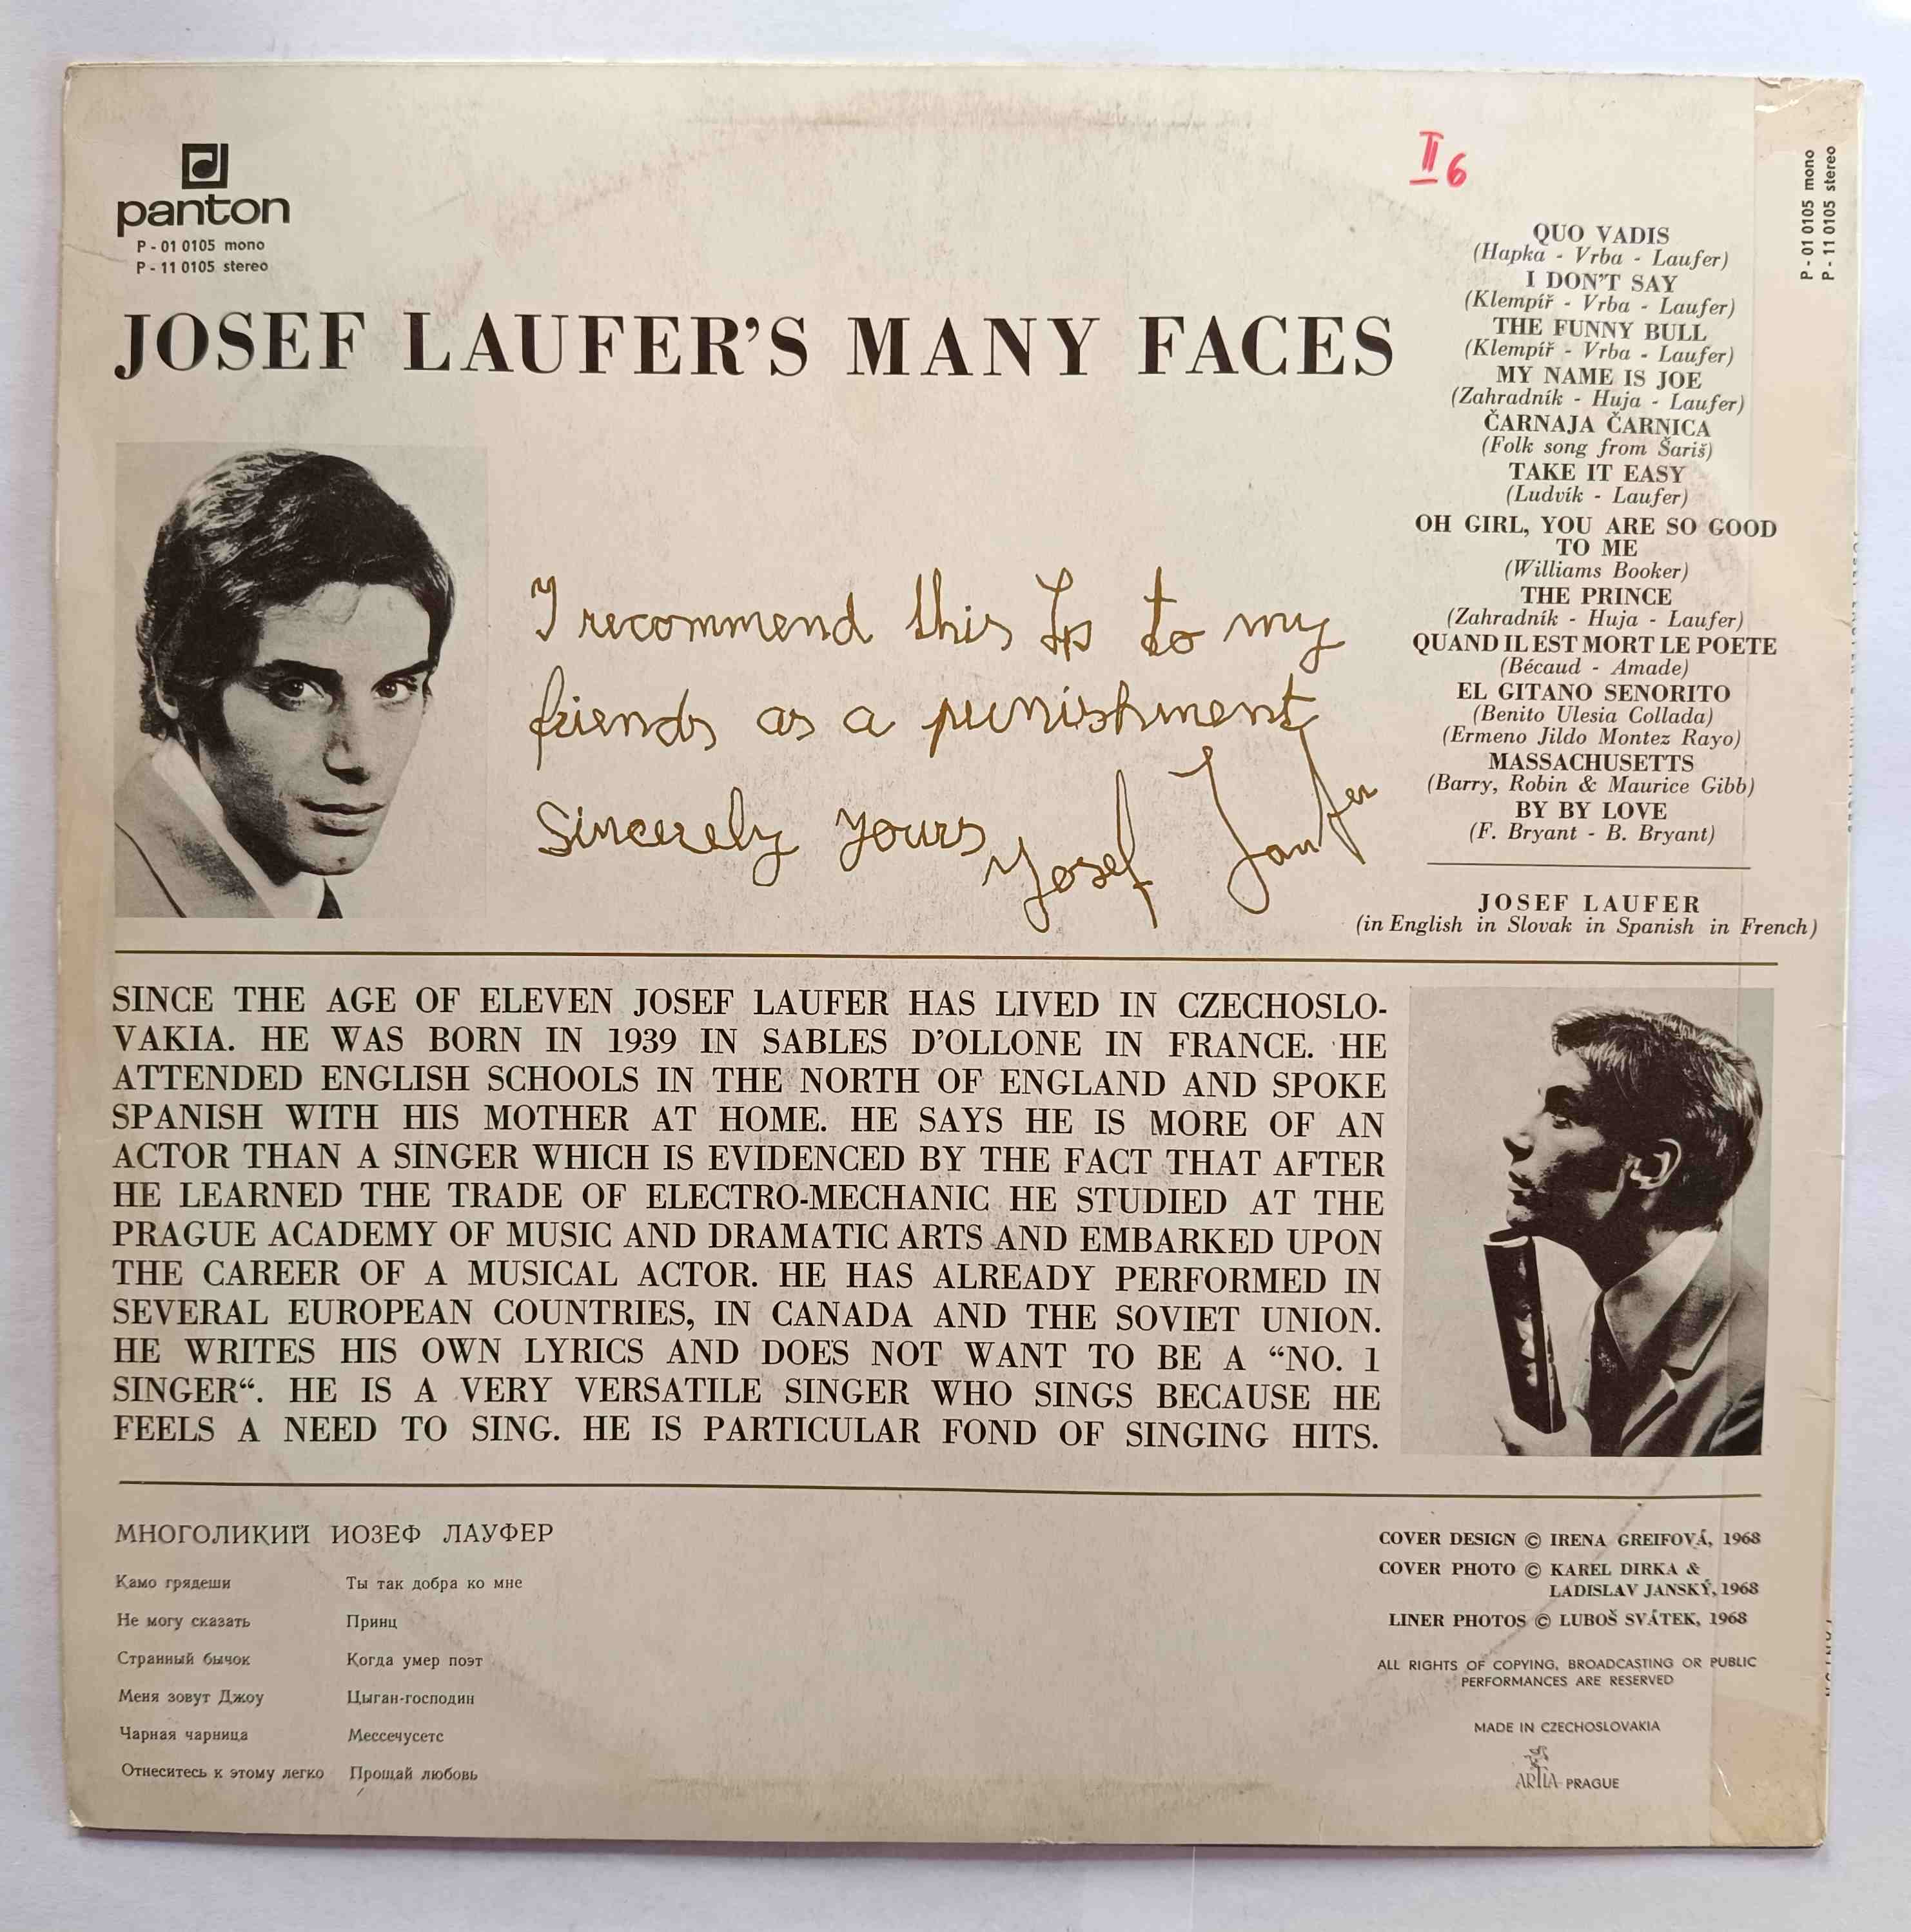 panton
P - 01 0105 mono
P - 11 0105 stereo
JOSEF LAUFER'S MANY FACES
I recommend this Lp to my
friends as a punishment
Sincerely yours Josef Laufer
II 6
QUO VADIS
(Hapka - Vrba - Laufer)
I DON'T SAY
(Klempíř - Vrba - Laufer)
THE FUNNY BULL
(Klempíř - Vrba - Laufer)
MY NAME IS JOE
(Zahradník - Huja - Laufer)
ČARNAJA ČARNICA
(Folk song from Šariš)
TAKE IT EASY
(Ludvík - Laufer)
OH GIRL, YOU ARE SO GOOD
TO ME
(Williams Booker)
THE PRINCE
(Zahradník - Huja - Laufer)
QUAND IL EST MORT LE POETE
(Bécaud - Amade)
EL GITANO SENORITO
(Benito Ulesia Collada)
(Ermeno Jildo Montez Rayo)
MASSACHUSETTS
(Barry, Robin & Maurice Gibb)
BY BY LOVE
(F. Bryant - B. Bryant)
JOSEF LAUFER
(in English in Slovak in Spanish in French)
P - 01 0105 mono
P - 11 0105 stereo
SINCE THE AGE OF ELEVEN JOSEF LAUFER HAS LIVED IN CZECHOSLO-
VAKIA. HE WAS BORN IN 1939 IN SABLES D'OLLONE IN FRANCE. HE
ATTENDED ENGLISH SCHOOLS IN THE NORTH OF ENGLAND AND SPOKE
SPANISH WITH HIS MOTHER AT HOME. HE SAYS HE IS MORE OF AN
ACTOR THAN A SINGER WHICH IS EVIDENCED BY THE FACT THAT AFTER
HE LEARNED THE TRADE OF ELECTRO-MECHANIC HE STUDIED AT THE
PRAGUE ACADEMY OF MUSIC AND DRAMATIC ARTS AND EMBARKED UPON
THE CAREER OF A MUSICAL ACTOR. HE HAS ALREADY PERFORMED IN
SEVERAL EUROPEAN COUNTRIES, IN CANADA AND THE SOVIET UNION.
HE WRITES HIS OWN LYRICS AND DOES NOT WANT TO BE A “NO. 1
SINGER“. HE IS A VERY VERSATILE SINGER WHO SINGS BECAUSE HE
FEELS A NEED TO SING. HE IS PARTICULAR FOND OF SINGING HITS.
МНОГОЛИКИЙ ИОЗЕФ ЛАУФЕР
Камо грядеши
Не могу сказать
Странный бычок
Меня зовут Джоу
Чарная чарница
Отнеситесь к этому легко
Ты так добра ко мне
Принц
Когда умер поэт
Цыган-господин
Мессечусетс
Прощай любовь
COVER DESIGN © IRENA GREIFOVÁ, 1968
COVER PHOTO © KAREL DIRKA &
LADISLAV JANSKÝ, 1968
LINER PHOTOS © LUBOŠ SVÁTEK, 1968
ALL RIGHTS OF COPYING, BROADCASTING OR PUBLIC
PERFORMANCES ARE RESERVED
MADE IN CZECHOSLOVAKIA
ARTIA PRAGUE